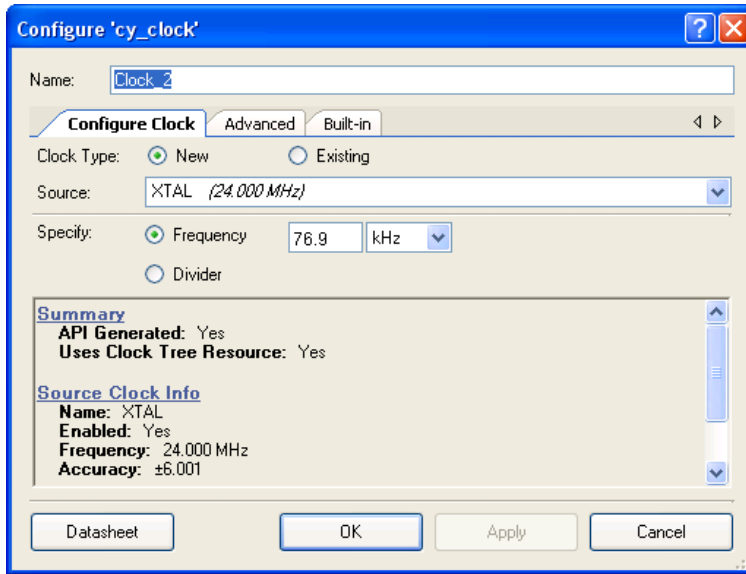 Configure 'cy_clock'
Name: Clock_2
Configure Clock Advanced Built-in
Clock Type: New Existing
Source: XTAL (24.000 MHz)
Specify: Frequency 76.9 kHz
Divider
Summary
API Generated: Yes
Uses Clock Tree Resource: Yes
Source Clock Info
Name: XTAL
Enabled: Yes
Frequency: 24.000 MHz
Accuracy: ±6.001
Datasheet OK Apply Cancel